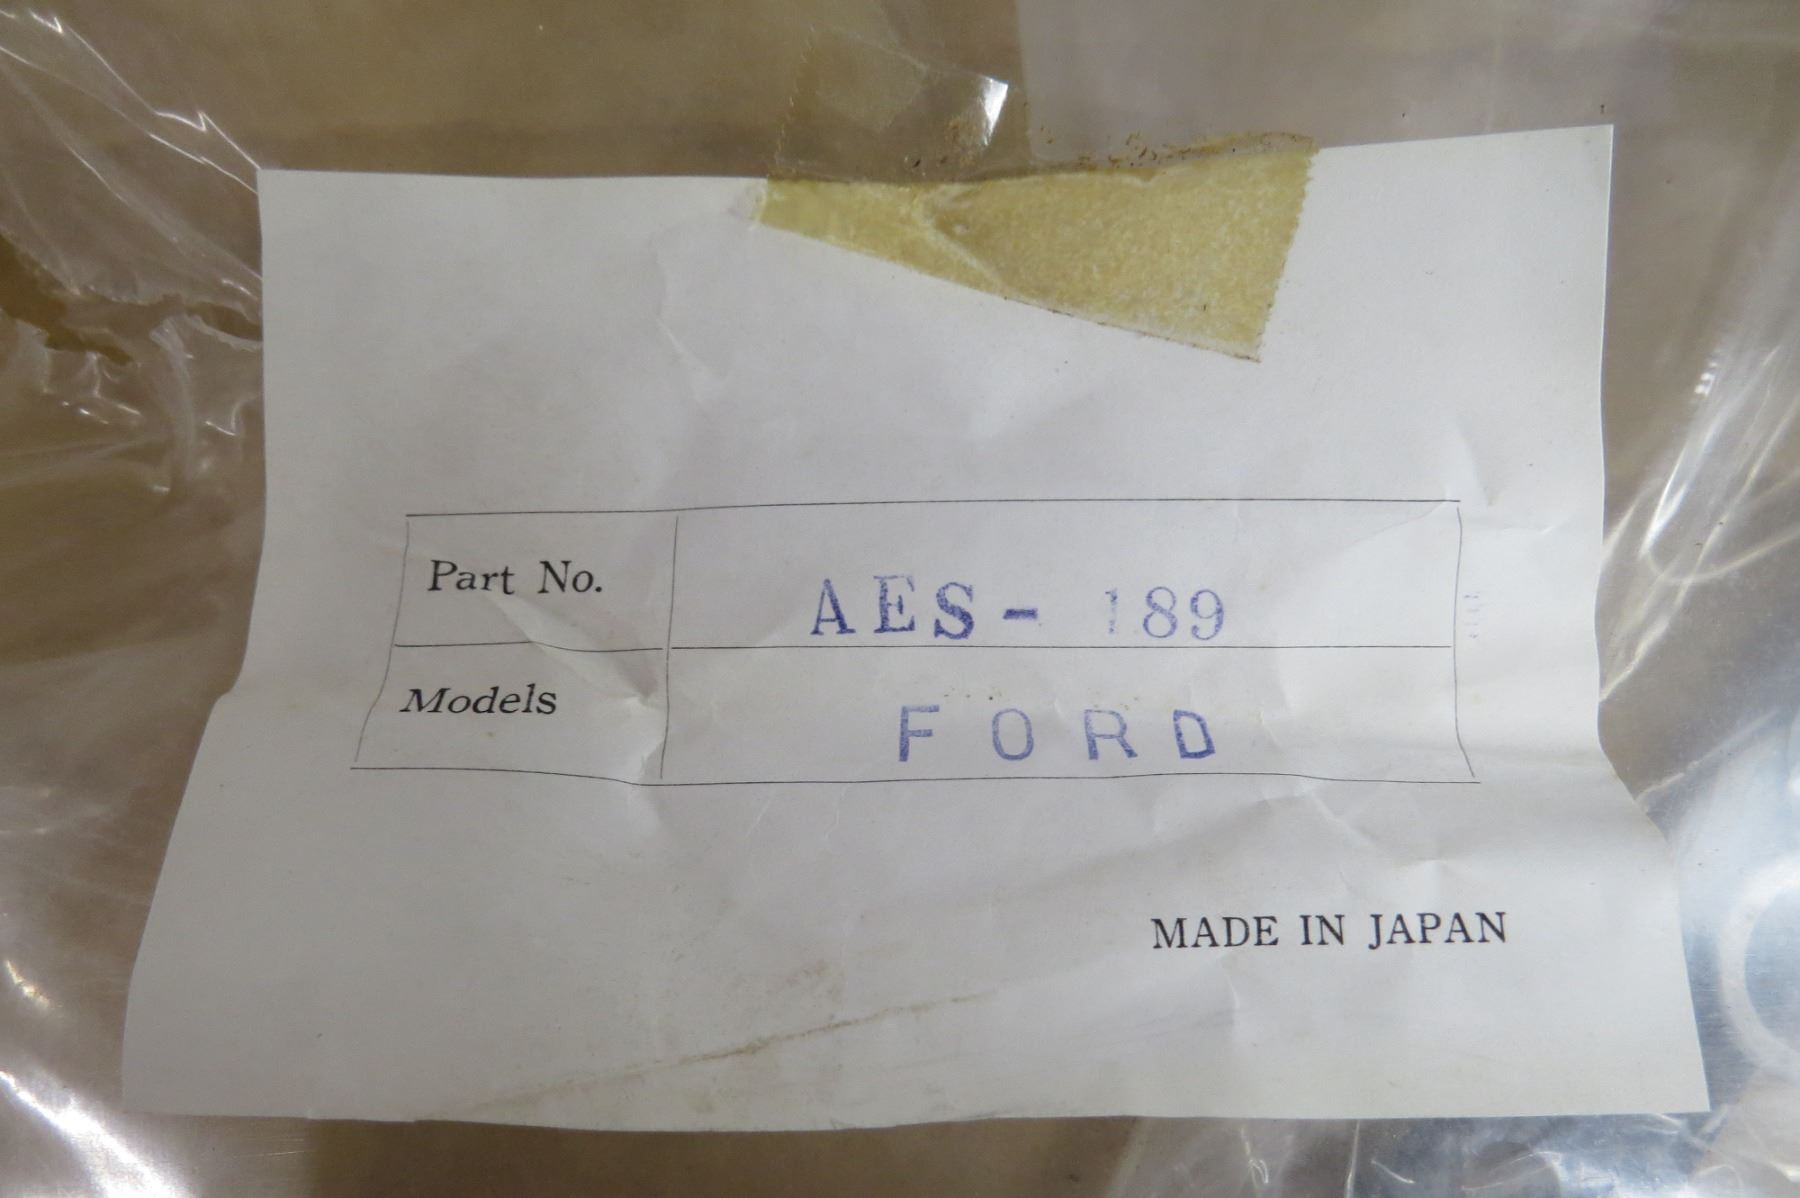 Part No. AES- 189
Models FORD
MADE IN JAPAN